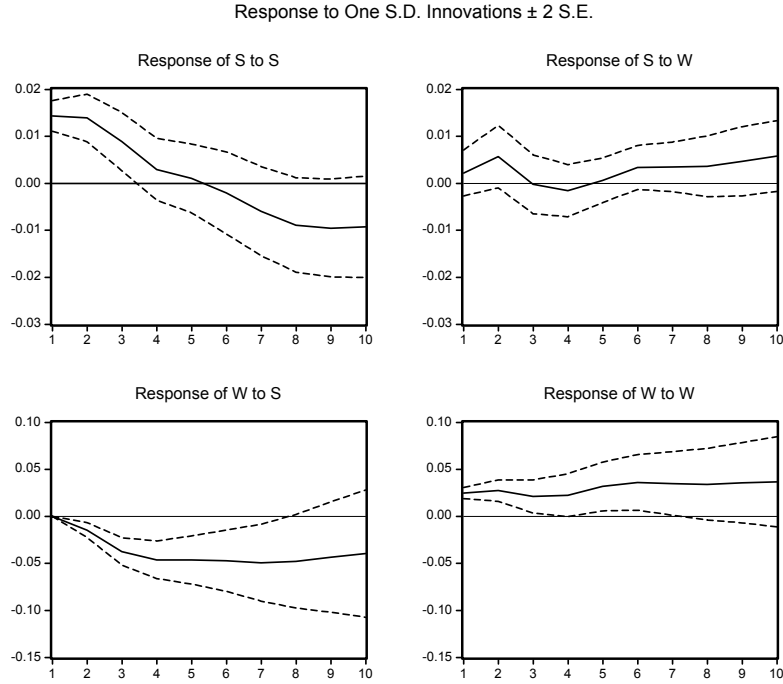 Response to One S.D. Innovations ± 2 S.E.
Response of S to S
0.02
0.01
0.00
-0.01
-0.02
-0.03
1 2 3 4 5 6 7 8 9 10
Response of S to W
0.02
0.01
0.00
-0.01
-0.02
-0.03
1 2 3 4 5 6 7 8 9 10
Response of W to S
0.10
0.05
0.00
-0.05
-0.10
-0.15
1 2 3 4 5 6 7 8 9 10
Response of W to W
0.10
0.05
0.00
-0.05
-0.10
-0.15
1 2 3 4 5 6 7 8 9 10